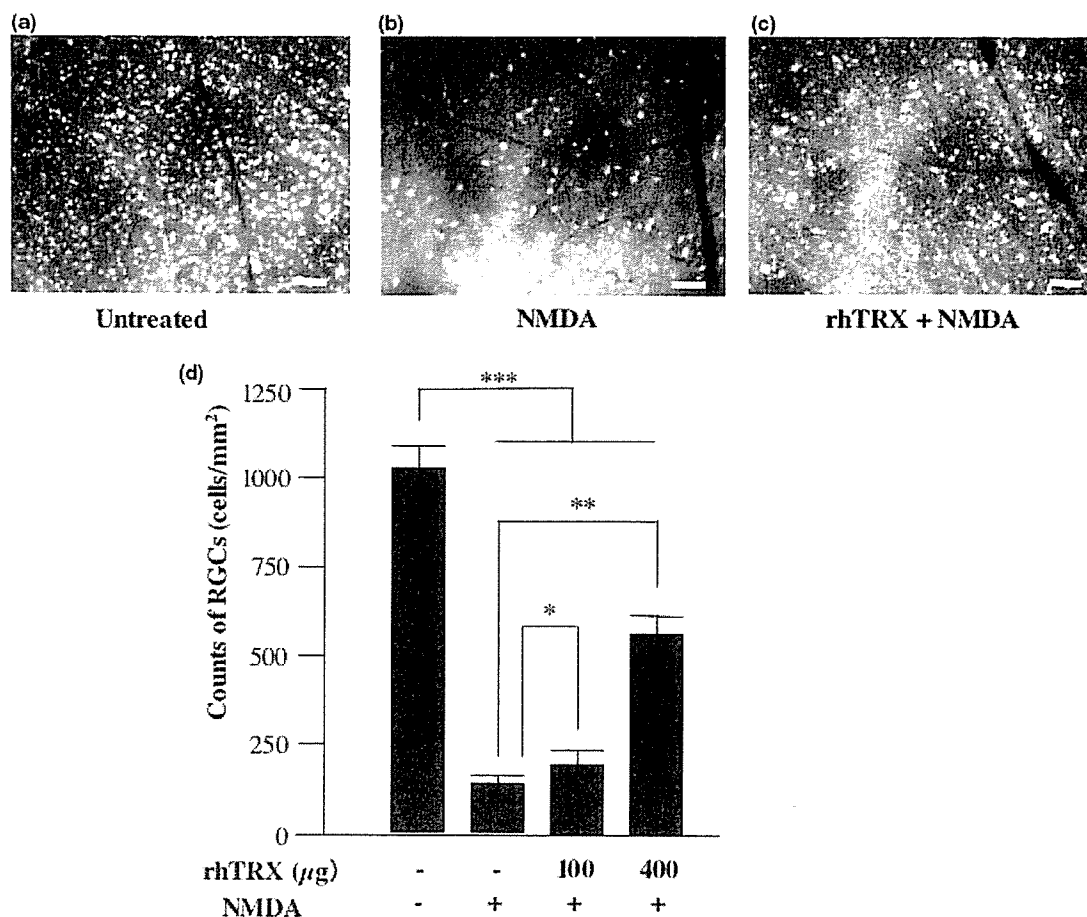 (a)
(b)
(c)
Untreated
NMDA
rhTRX + NMDA
(d)
Counts of RGCs (cells/mm²)
1250
1000
750
500
250
0
***
**
*
rhTRX (µg) - - 100 400
NMDA - + + +